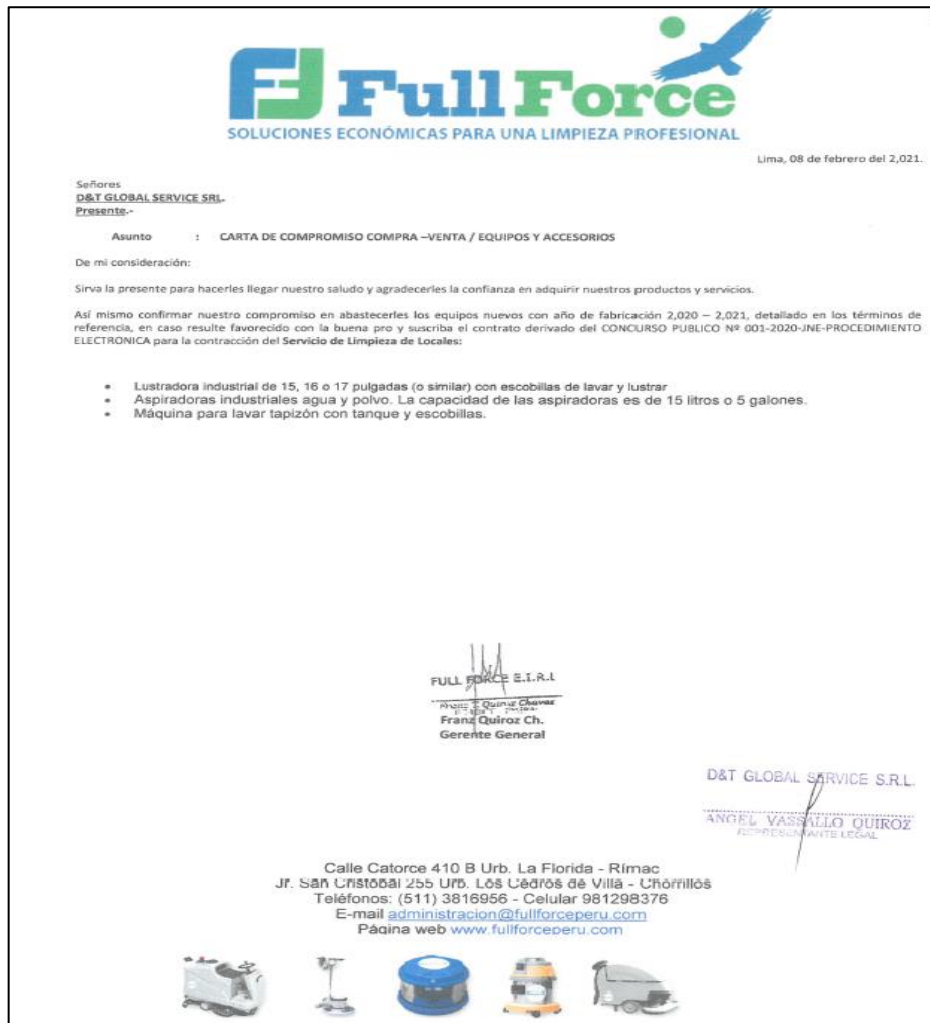 FJ Full Force
SOLUCIONES ECONÓMICAS PARA UNA LIMPIEZA PROFESIONAL
Lima, 08 de febrero del 2,021.
Señores
D&T GLOBAL SERVICE SRL.
Presente.-
Asunto : CARTA DE COMPROMISO COMPRA –VENTA / EQUIPOS Y ACCESORIOS
De mi consideración:
Sirva la presente para hacerles llegar nuestro saludo y agradecerles la confianza en adquirir nuestros productos y servicios.
Así mismo confirmar nuestro compromiso en abastecerles los equipos nuevos con año de fabricación 2,020 – 2,021, detallado en los términos de
referencia, en caso resulte favorecido con la buena pro y suscriba el contrato derivado del CONCURSO PUBLICO Nº 001-2020-JNE-PROCEDIMIENTO
ELECTRONICA para la contracción del Servicio de Limpieza de Locales:
• Lustradora industrial de 15, 16 o 17 pulgadas (o similar) con escobillas de lavar y lustrar
• Aspiradoras industriales agua y polvo. La capacidad de las aspiradoras es de 15 litros o 5 galones.
• Máquina para lavar tapizón con tanque y escobillas.
FULL FORCE E.I.R.L
Franz Quiroz Chavez
Franz Quiroz Ch.
Gerente General
D&T GLOBAL SERVICE S.R.L.
ANGEL VASSALLO QUIROZ
REPRESENTANTE LEGAL
Calle Catorce 410 B Urb. La Florida - Rímac
Jr. San Cristobal 255 Urb. Los Cedros de Villa - Chorrillos
Teléfonos: (511) 3816956 - Celular 981298376
E-mail administracion@fullforceperu.com
Página web www.fullforceperu.com